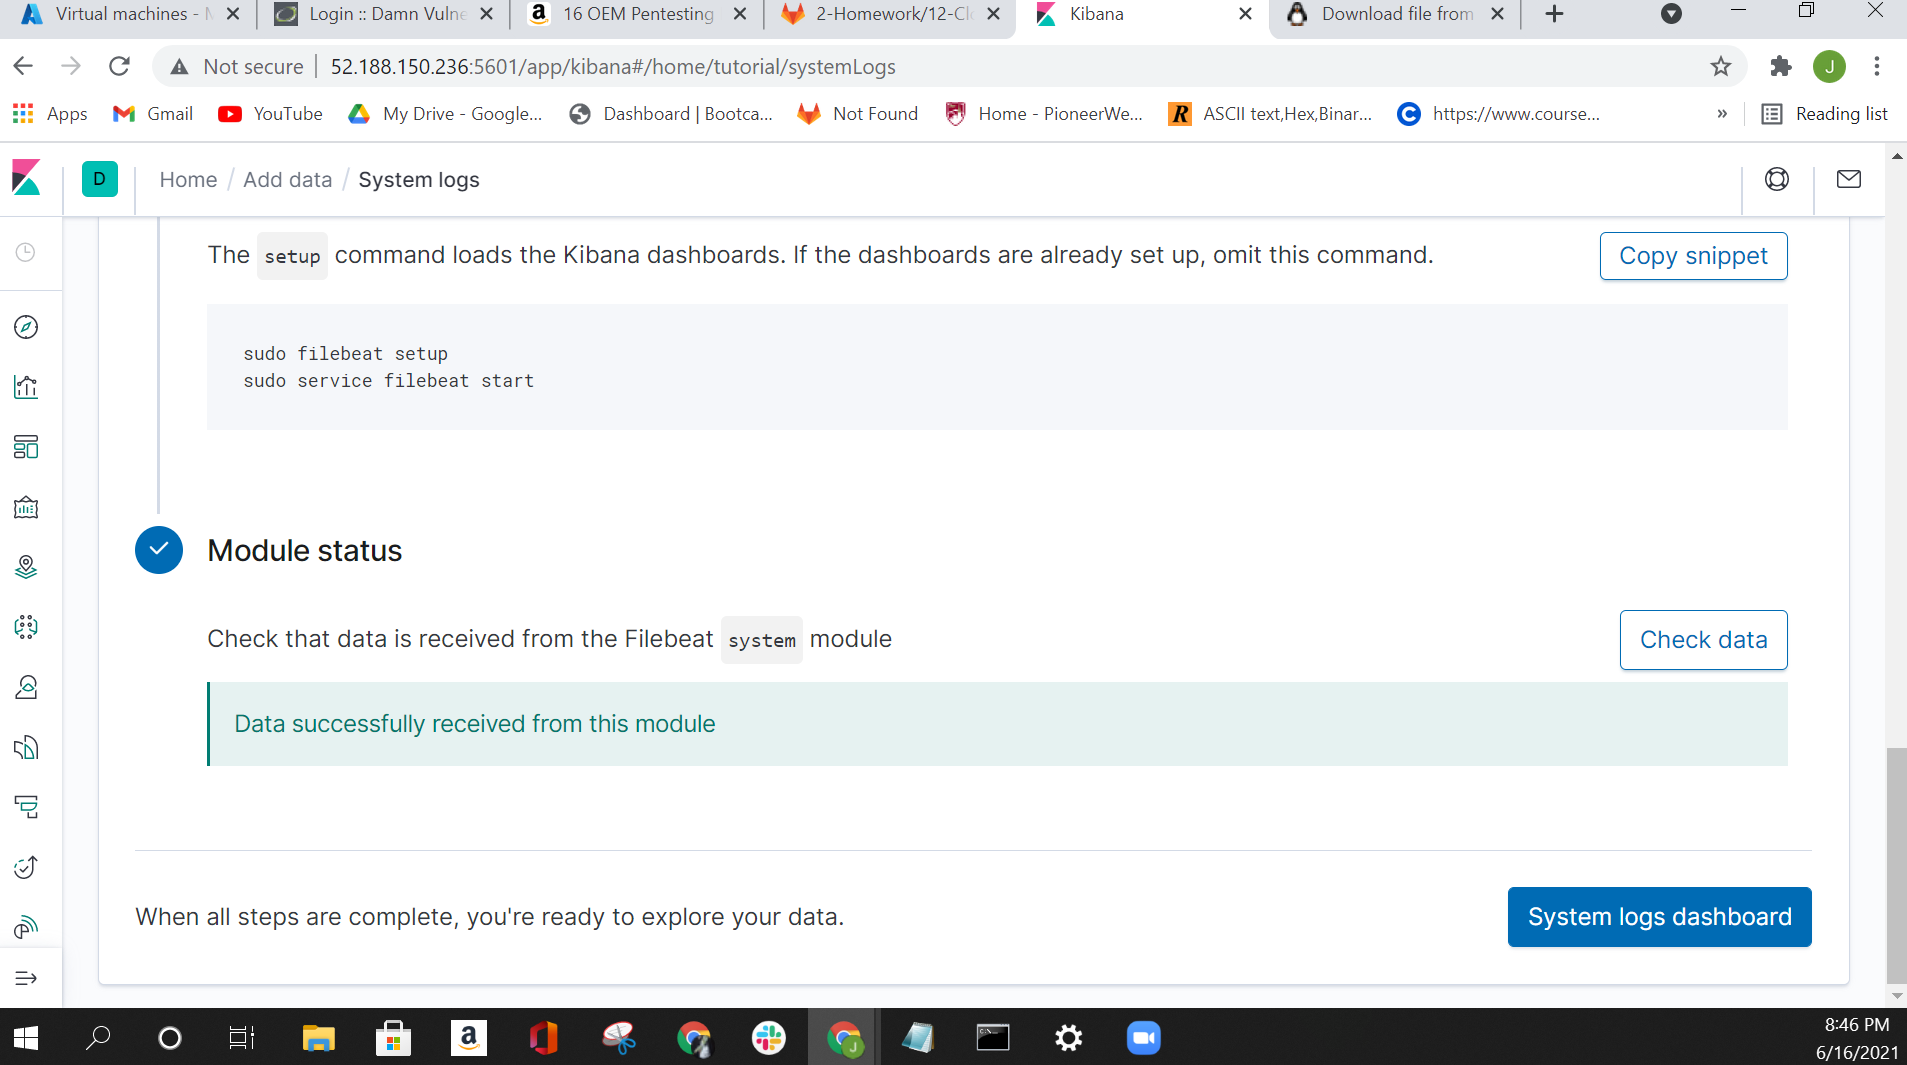 Virtual machines - M
Login :: Damn Vulne
16 OEM Pentesting
2-Homework/12-Cl
Kibana
Download file from
Not secure
52.188.150.236:5601/app/kibana#/home/tutorial/systemLogs
J
Apps
Gmail
YouTube
My Drive - Google...
Dashboard | Bootca...
Not Found
Home - PioneerWe...
ASCII text,Hex,Binar...
https://www.course...
»
Reading list
D
Home / Add data / System logs
The setup command loads the Kibana dashboards. If the dashboards are already set up, omit this command.
Copy snippet
sudo filebeat setup
sudo service filebeat start
Module status
Check that data is received from the Filebeat system module
Check data
Data successfully received from this module
When all steps are complete, you're ready to explore your data.
System logs dashboard
8:46 PM
6/16/2021